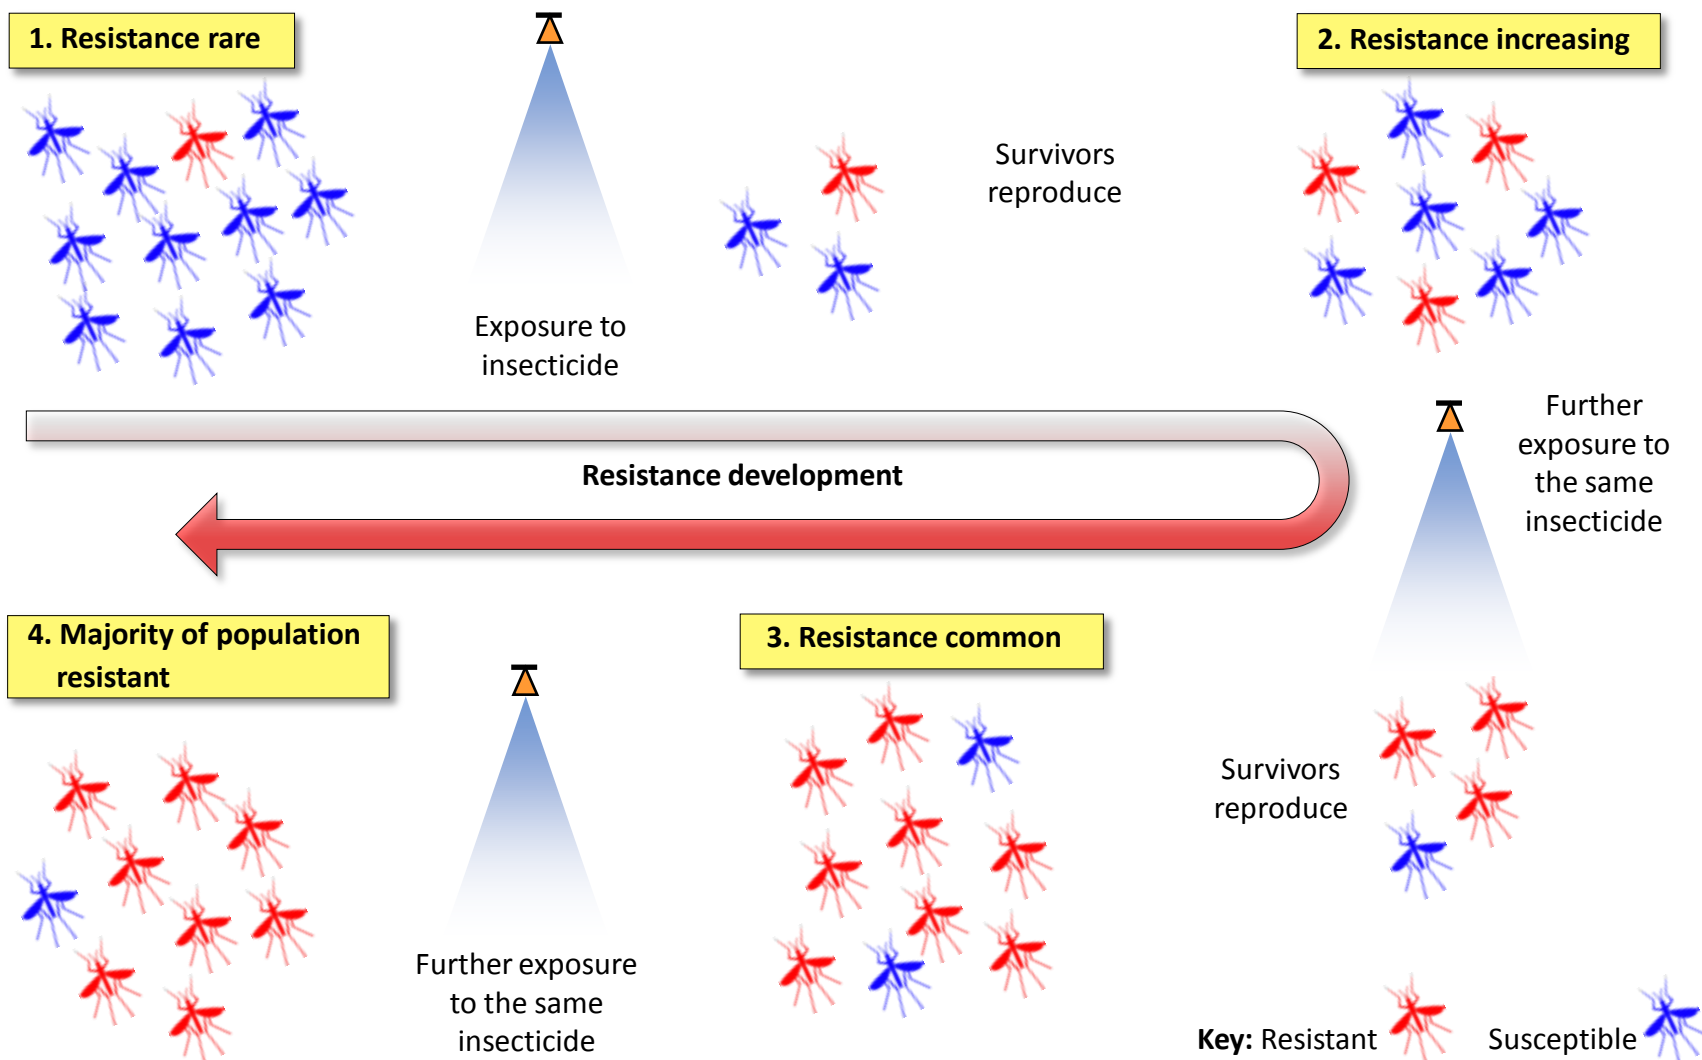 1. Resistance rare
2. Resistance increasing
Survivors
reproduce
Exposure to
insecticide
Further
exposure to
the same
insecticide
Resistance development
4. Majority of population
resistant
3. Resistance common
Survivors
reproduce
Further exposure
to the same
insecticide
Key: Resistant Susceptible